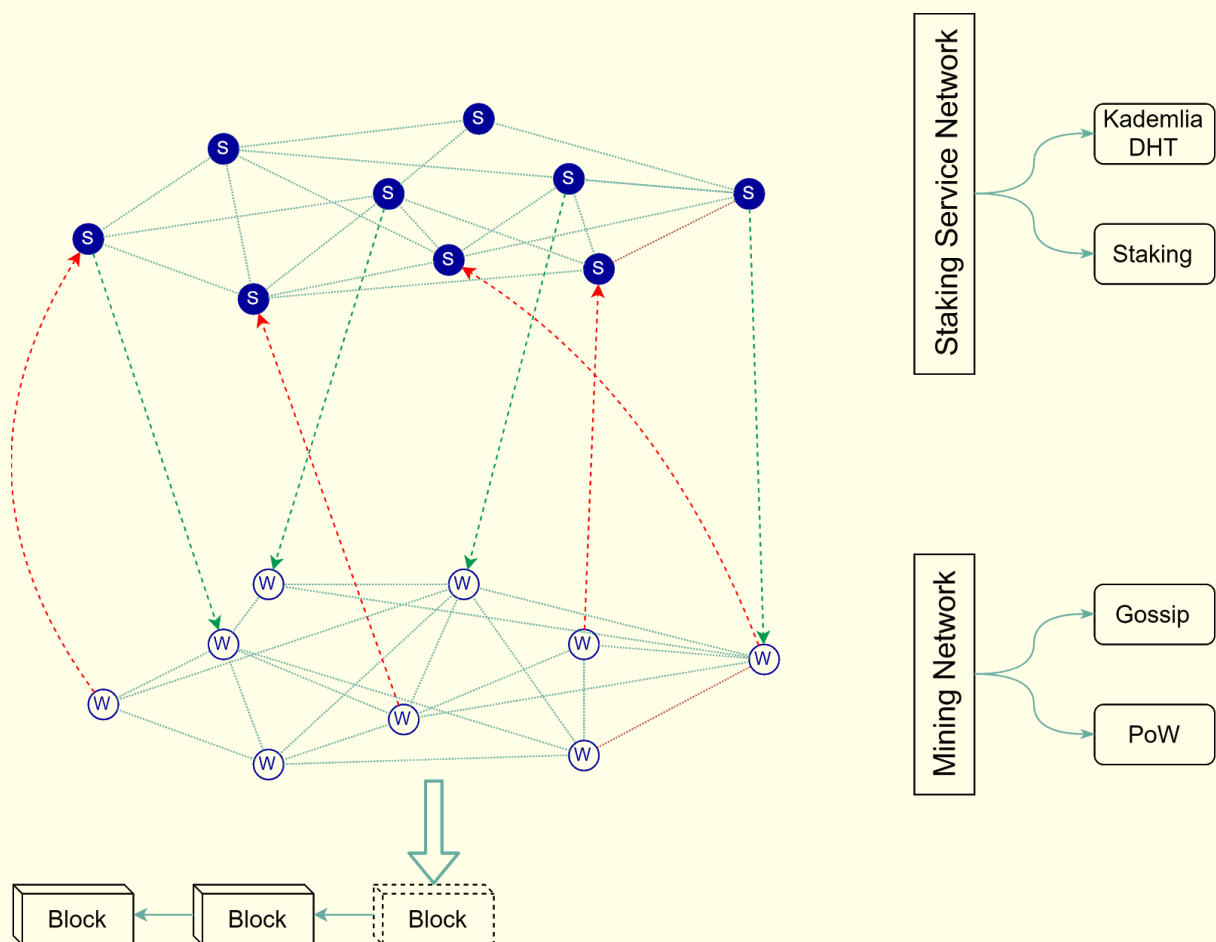 S
S
S
S
S
S
S
S
S
Staking Service Network
Kademlia
DHT
Staking
W
W
W
W
W
W
W
W
W
Mining Network
Gossip
PoW
Block
Block
Block